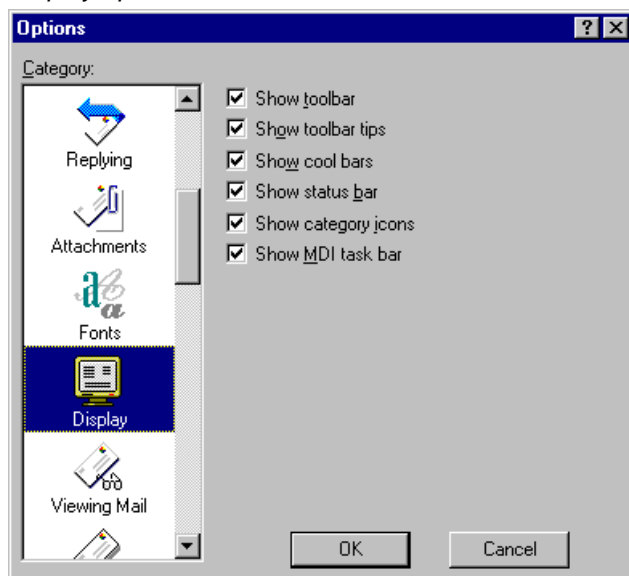 Options
Category:
Replying
Attachments
Fonts
Display
Viewing Mail
Show toolbar
Show toolbar tips
Show cool bars
Show status bar
Show category icons
Show MDI task bar
OK
Cancel